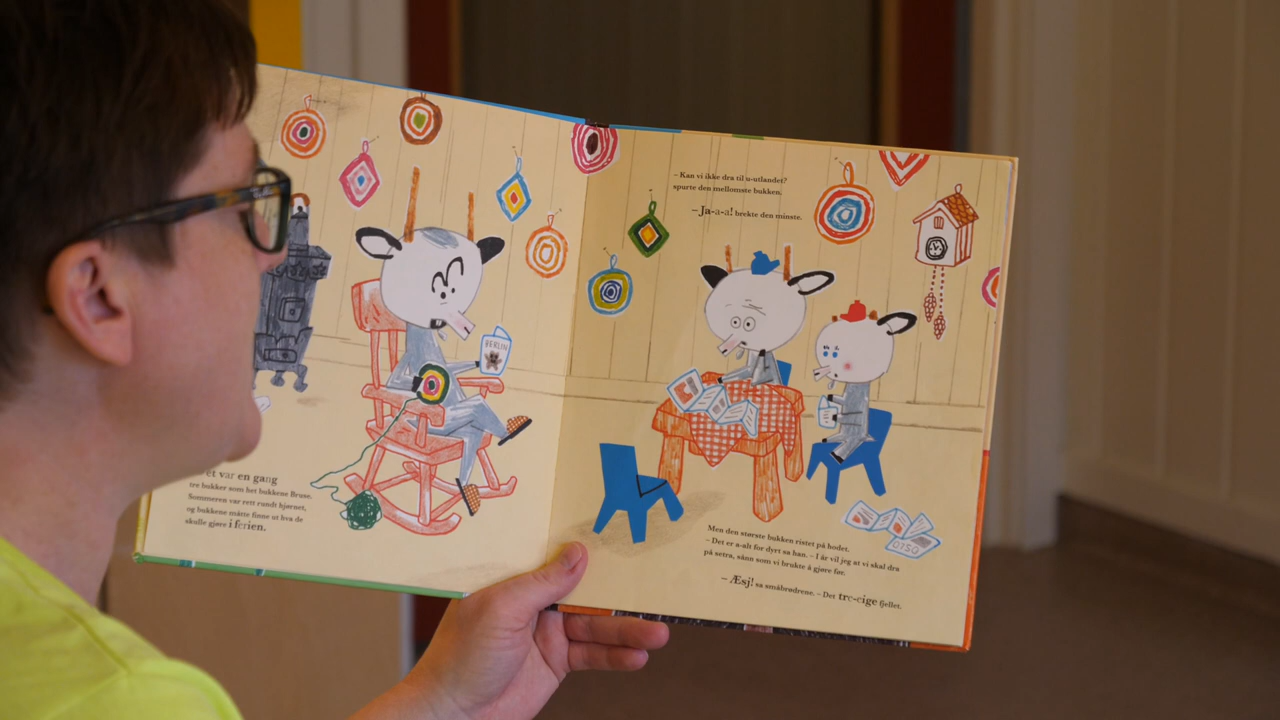 et var en gang
tre bukker som het bukkene Bruse.
Sommeren var rett rundt hjørnet,
og bukkene måtte finne ut hva de
skulle gjøre i ferien.
BERLIN
– Kan vi ikke dra til u-utlandet?
spurte den mellomste bukken.
– Ja-a-a! brekte den minste.
Men den største bukken ristet på hodet.
– Det er a-alt for dyrt sa han. – I år vil jeg at vi skal dra
på setra, sånn som vi brukte å gjøre før.
– Æsj! sa småbrødrene. – Det tre-eige fjellet.